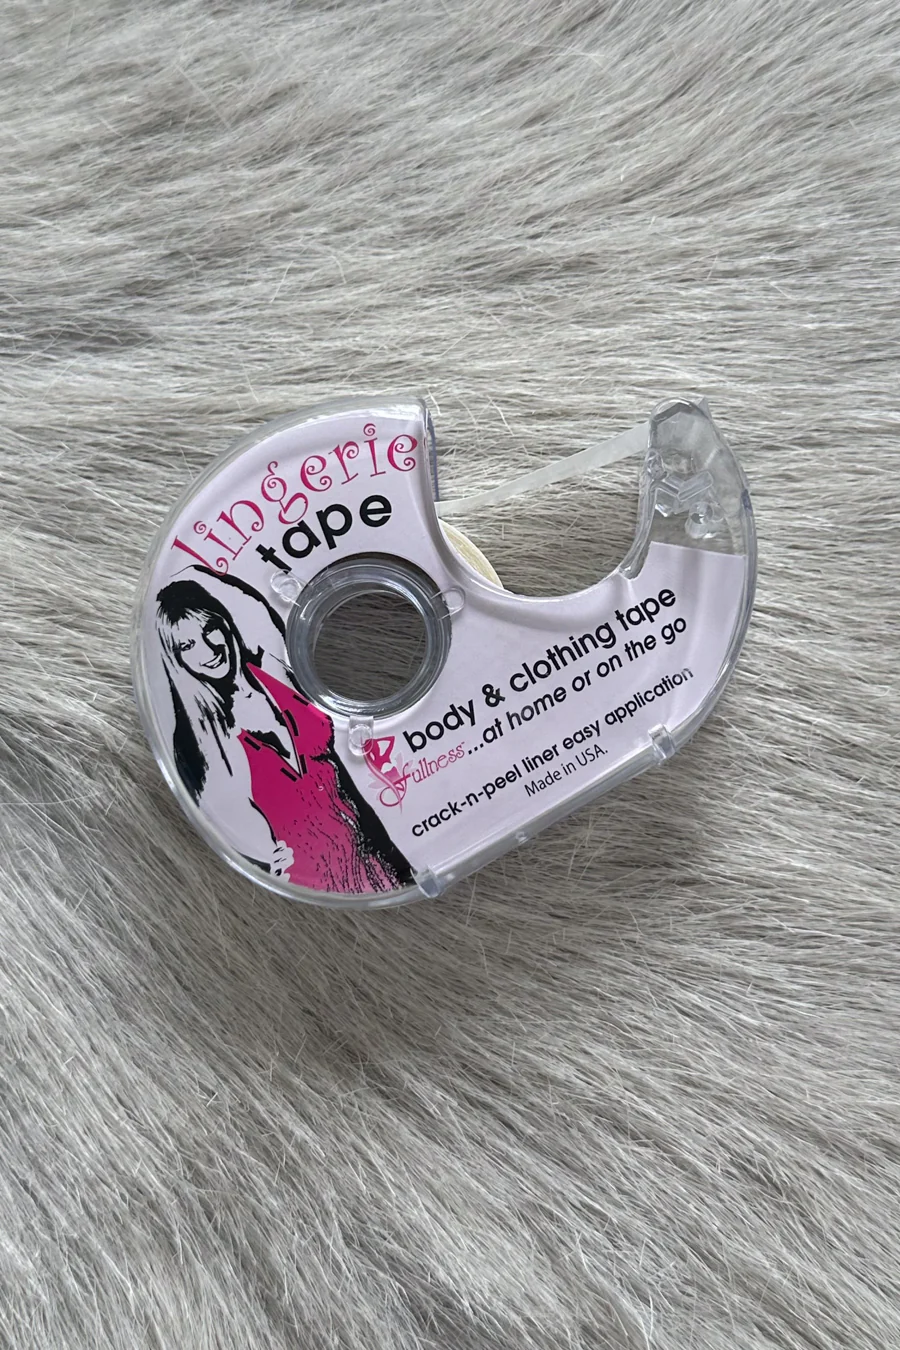 lingerie
tape
body & clothing tape
fullness...at home or on the go
crack-n-peel liner easy application
Made in USA.